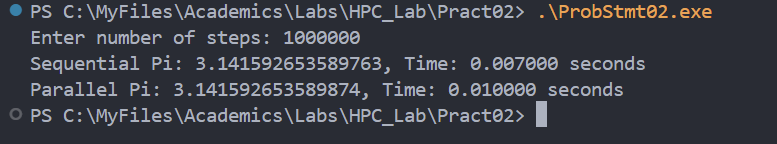 PS C:\MyFiles\Academics\Labs\HPC_Lab\Pract02> .\ProbStmt02.exe
Enter number of steps: 1000000
Sequential Pi: 3.141592653589763, Time: 0.007000 seconds
Parallel Pi: 3.141592653589874, Time: 0.010000 seconds
PS C:\MyFiles\Academics\Labs\HPC_Lab\Pract02>